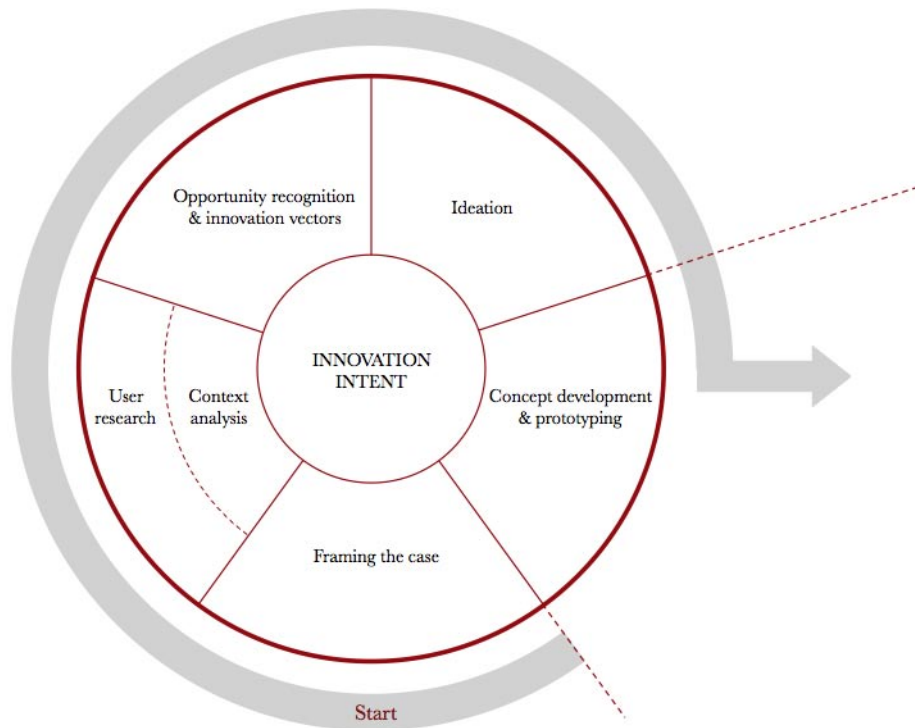 Opportunity recognition
& innovation vectors
Ideation
INNOVATION
INTENT
User
research
Context
analysis
Concept development
& prototyping
Framing the case
Start